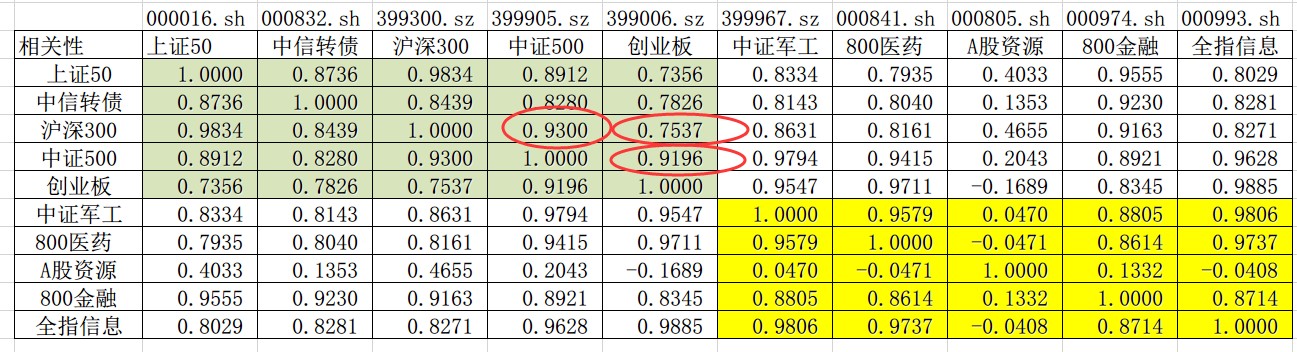 000016.sh 000832.sh 399300.sz 399905.sz 399006.sz 399967.sz 000841.sh 000805.sh 000974.sh 000993.sh
相关性 上证50 中信转债 沪深300 中证500 创业板 中证军工 800医药 A股资源 800金融 全指信息
上证50 1.0000 0.8736 0.9834 0.8912 0.7356 0.8334 0.7935 0.4033 0.9555 0.8029
中信转债 0.8736 1.0000 0.8439 0.8280 0.7826 0.8143 0.8040 0.1353 0.9230 0.8281
沪深300 0.9834 0.8439 1.0000 0.9300 0.7537 0.8631 0.8161 0.4655 0.9163 0.8271
中证500 0.8912 0.8280 0.9300 1.0000 0.9196 0.9794 0.9415 0.2043 0.8921 0.9628
创业板 0.7356 0.7826 0.7537 0.9196 1.0000 0.9547 0.9711 -0.1689 0.8345 0.9885
中证军工 0.8334 0.8143 0.8631 0.9794 0.9547 1.0000 0.9579 0.0470 0.8805 0.9806
800医药 0.7935 0.8040 0.8161 0.9415 0.9711 0.9579 1.0000 -0.0471 0.8614 0.9737
A股资源 0.4033 0.1353 0.4655 0.2043 -0.1689 0.0470 -0.0471 1.0000 0.1332 -0.0408
800金融 0.9555 0.9230 0.9163 0.8921 0.8345 0.8805 0.8614 0.1332 1.0000 0.8714
全指信息 0.8029 0.8281 0.8271 0.9628 0.9885 0.9806 0.9737 -0.0408 0.8714 1.0000